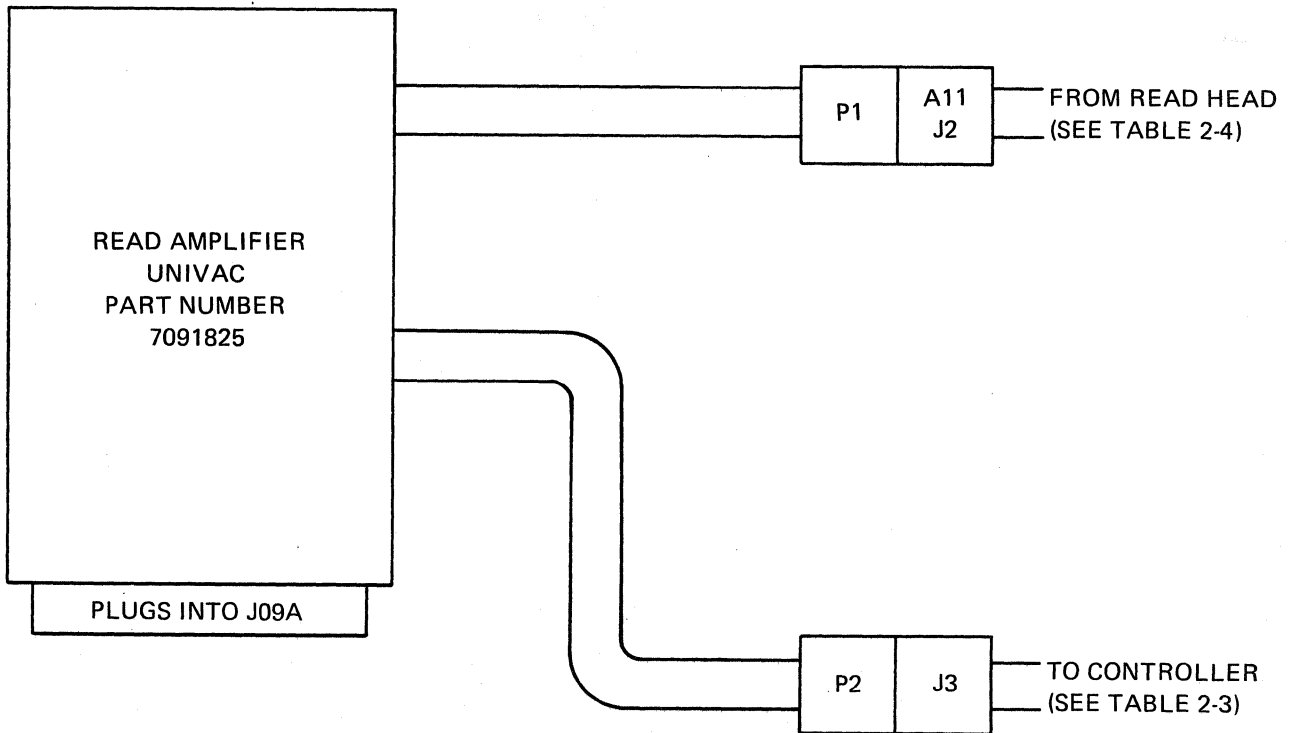 READ AMPLIFIER
UNIVAC
PART NUMBER
7091825
PLUGS INTO J09A
P1
A11
J2
FROM READ HEAD
(SEE TABLE 2-4)
P2
J3
TO CONTROLLER
(SEE TABLE 2-3)